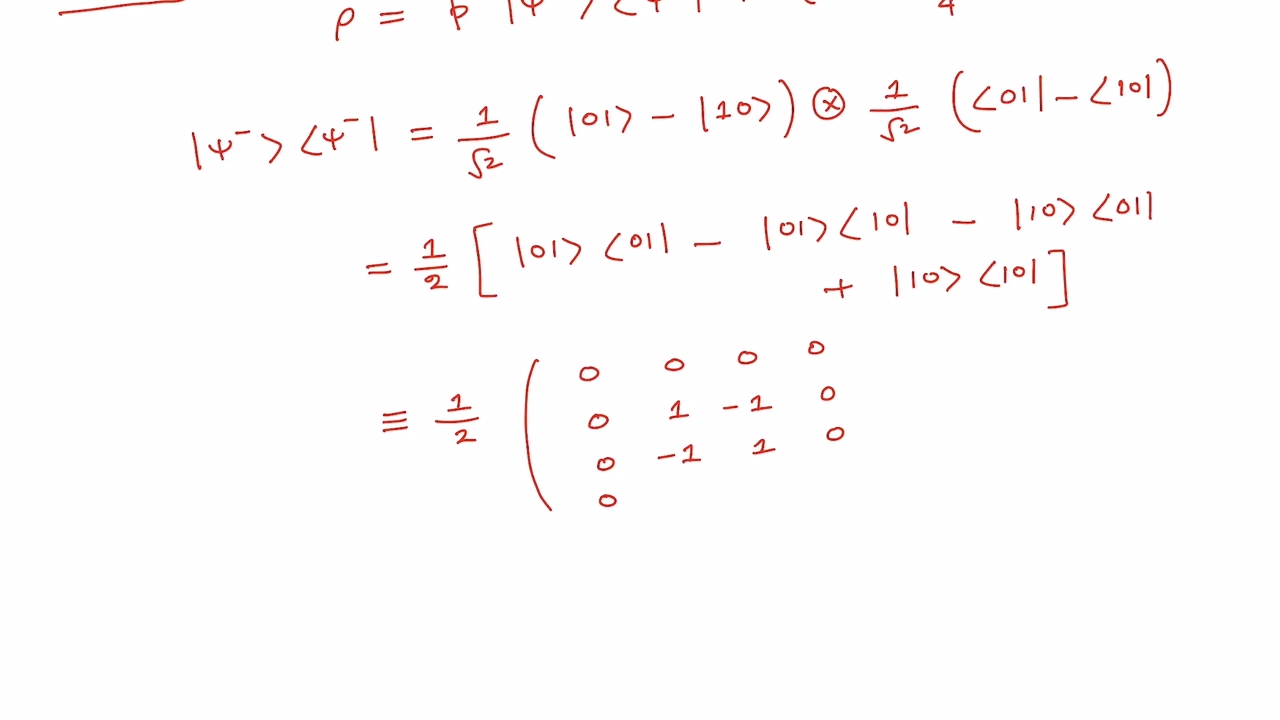 ρ = p |ψ⁻⟩⟨ψ⁻| + ( 4
|ψ⁻⟩⟨ψ⁻| = 1/√2 (|01⟩ − |10⟩) ⊗ 1/√2 (⟨01| − ⟨10|)
= 1/2 [ |01⟩⟨01| − |01⟩⟨10| − |10⟩⟨01|
+ |10⟩⟨10| ]
≡ 1/2 ( 0 0 0 0
0 1 -1 0
0 -1 1 0
0